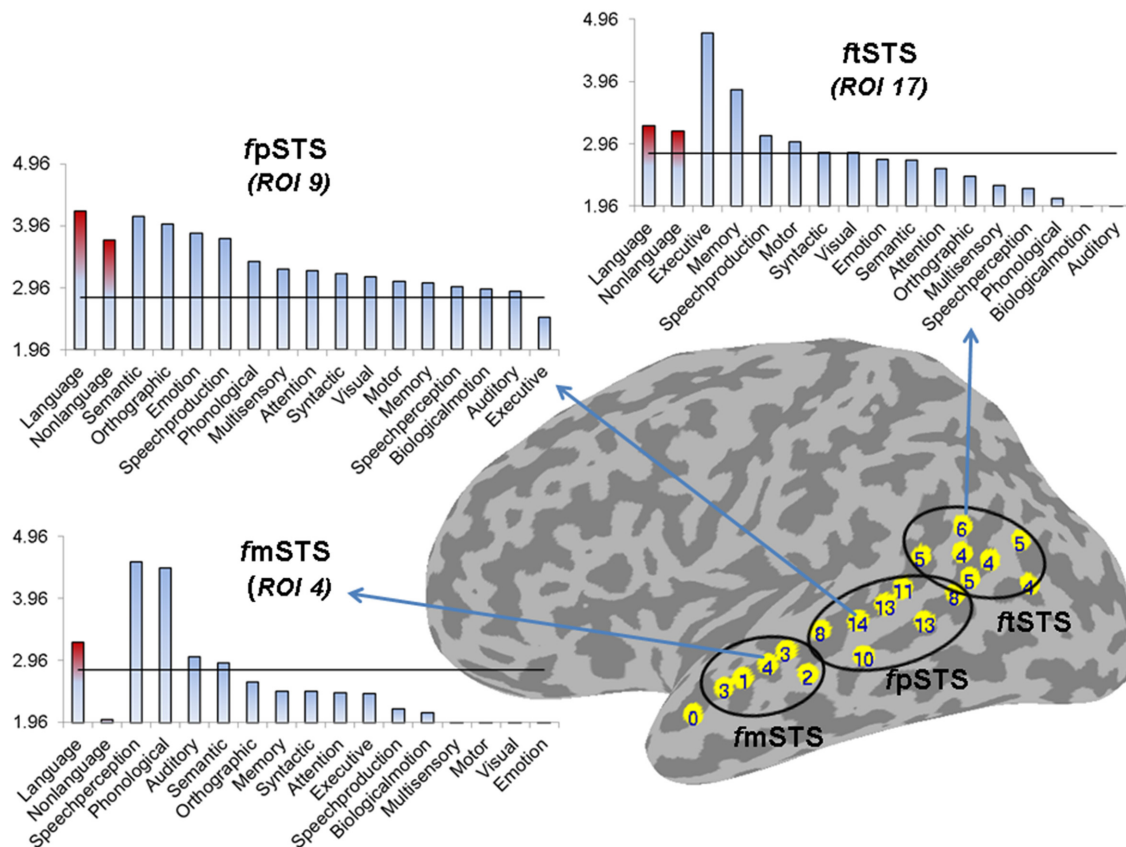 fpSTS
(ROI 9)
4.96
3.96
2.96
1.96
Language
Nonlanguage
Semantic
Orthographic
Emotion
Speechproduction
Phonological
Multisensory
Attention
Syntactic
Visual
Motor
Memory
Speechperception
Biologicalmotion
Auditory
Executive
ftSTS
(ROI 17)
4.96
3.96
2.96
1.96
Language
Nonlanguage
Executive
Memory
Speechproduction
Motor
Syntactic
Visual
Emotion
Semantic
Attention
Orthographic
Multisensory
Speechperception
Phonological
Biologicalmotion
Auditory
fmSTS
(ROI 4)
4.96
3.96
2.96
1.96
Language
Nonlanguage
Speechperception
Phonological
Auditory
Semantic
Orthographic
Memory
Syntactic
Attention
Executive
Speechproduction
Biologicalmotion
Multisensory
Motor
Visual
Emotion
6
5
5
4
4
5
4
8
11
13
14
13
8
10
3
4
1
2
3
0
ftSTS
fpSTS
fmSTS